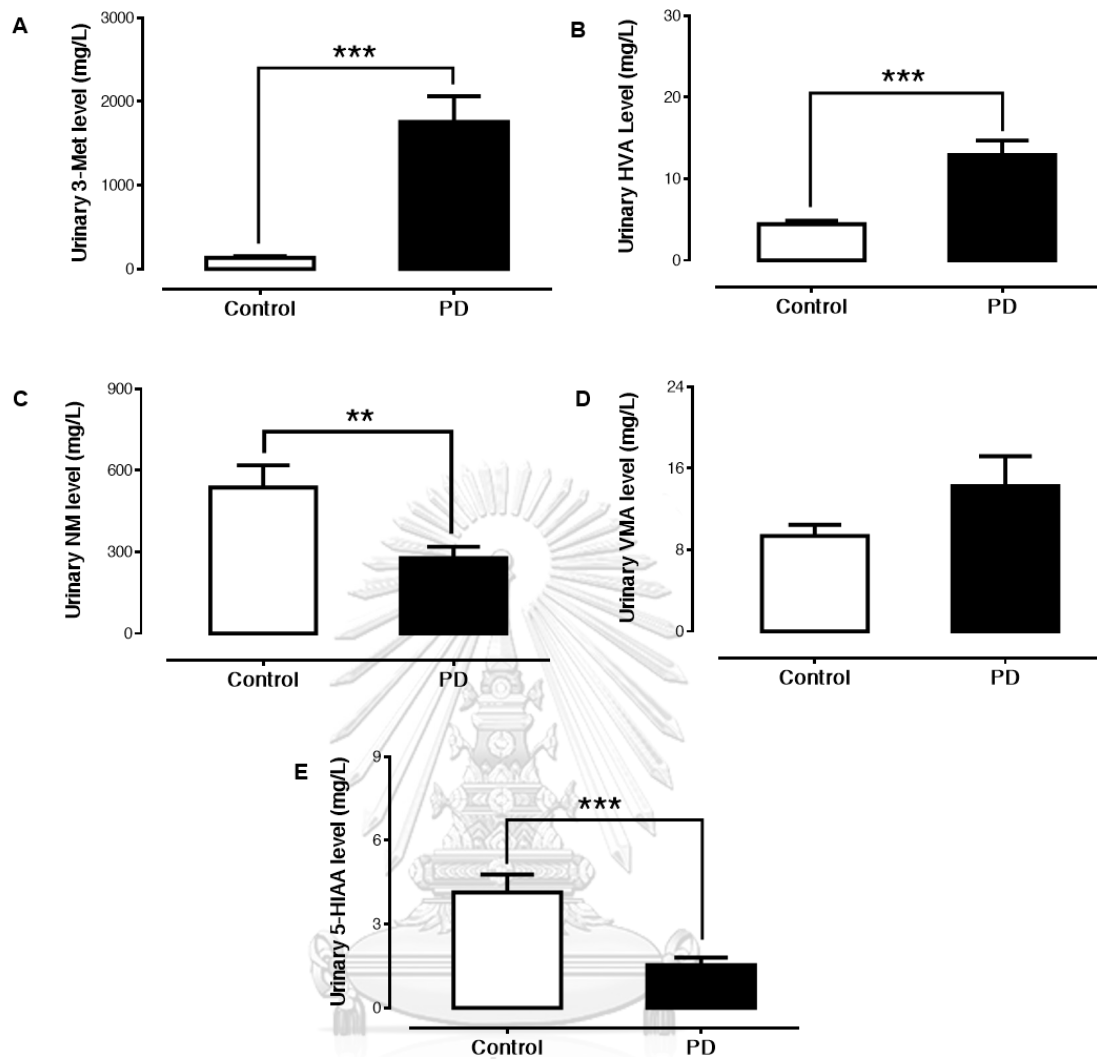 A
Urinary 3-Met level (mg/L)
3000
2000
1000
0
***
Control PD
B
Urinary HVA Level (mg/L)
30
20
10
0
***
Control PD
C
Urinary NM level (mg/L)
900
600
300
0
**
Control PD
D
Urinary VMA level (mg/L)
24
16
8
0
Control PD
E
Urinary 5-HIAA level (mg/L)
9
6
3
0
***
Control PD